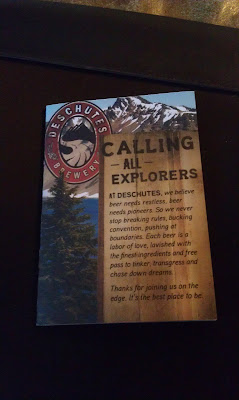 DESCHUTES
BREWERY
CALLING
– ALL –
EXPLORERS
AT DESCHUTES, we believe
beer needs restless, beer
needs pioneers. So we never
stop breaking rules, bucking
convention, pushing at
boundaries. Each beer is a
labor of love, lavished with
the finest ingredients and free
pass to tinker, transgress and
chase down dreams.
Thanks for joining us on the
edge. It's the best place to be.